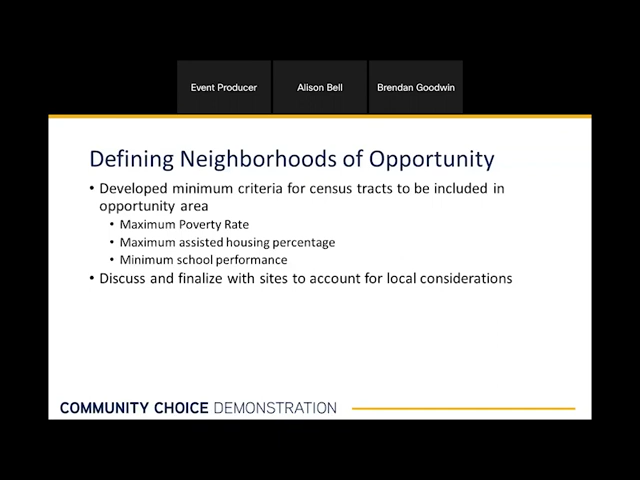 Event Producer
Alison Bell
Brendan Goodwin
Defining Neighborhoods of Opportunity
• Developed minimum criteria for census tracts to be included in
opportunity area
• Maximum Poverty Rate
• Maximum assisted housing percentage
• Minimum school performance
• Discuss and finalize with sites to account for local considerations
COMMUNITY CHOICE DEMONSTRATION